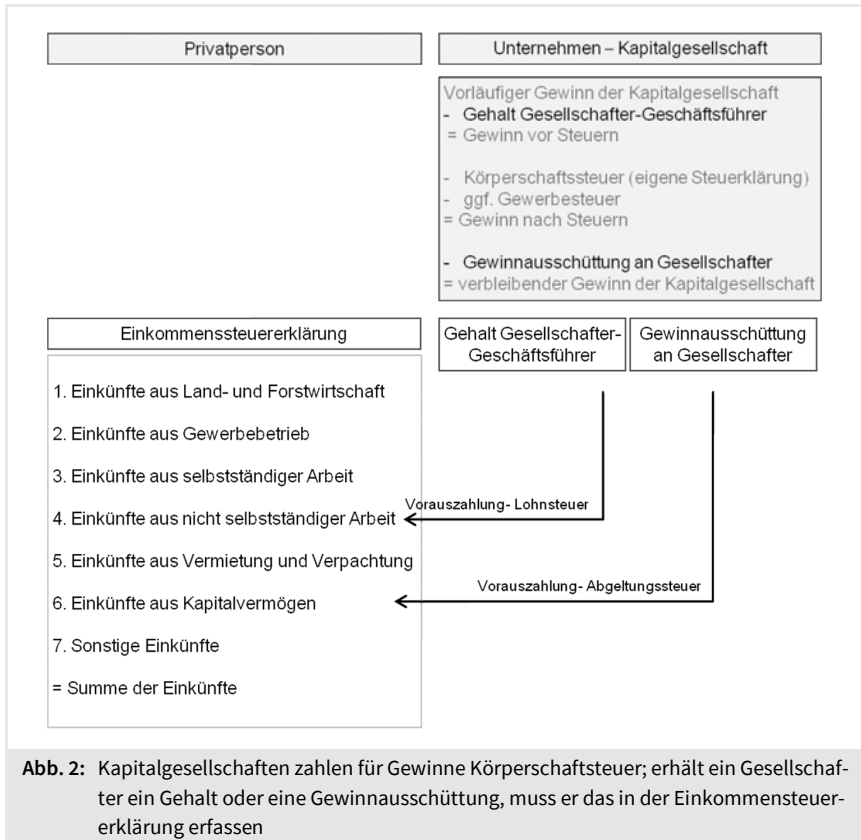 Privatperson
Unternehmen – Kapitalgesellschaft
Vorläufiger Gewinn der Kapitalgesellschaft
- Gehalt Gesellschafter-Geschäftsführer
= Gewinn vor Steuern
- Körperschaftssteuer (eigene Steuerklärung)
- ggf. Gewerbesteuer
= Gewinn nach Steuern
- Gewinnausschüttung an Gesellschafter
= verbleibender Gewinn der Kapitalgesellschaft
Einkommenssteuererklärung
Gehalt Gesellschafter-
Geschäftsführer
Gewinnausschüttung
an Gesellschafter
1. Einkünfte aus Land- und Forstwirtschaft
2. Einkünfte aus Gewerbebetrieb
3. Einkünfte aus selbstständiger Arbeit
Vorauszahlung- Lohnsteuer
4. Einkünfte aus nicht selbstständiger Arbeit
5. Einkünfte aus Vermietung und Verpachtung
Vorauszahlung- Abgeltungssteuer
6. Einkünfte aus Kapitalvermögen
7. Sonstige Einkünfte
= Summe der Einkünfte
Abb. 2: Kapitalgesellschaften zahlen für Gewinne Körperschaftsteuer; erhält ein Gesellschaf-
ter ein Gehalt oder eine Gewinnausschüttung, muss er das in der Einkommensteuer-
erklärung erfassen